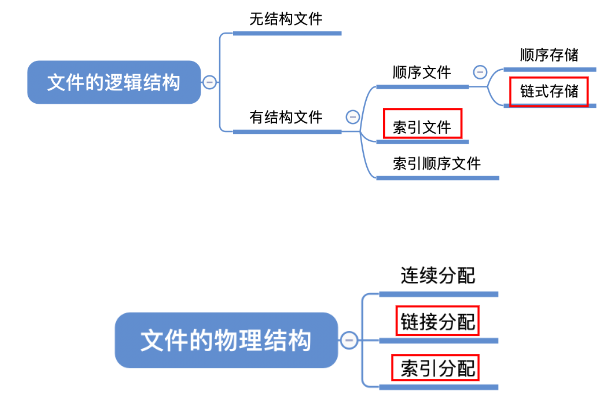 文件的逻辑结构
无结构文件
有结构文件
顺序文件
顺序存储
链式存储
索引文件
索引顺序文件
文件的物理结构
连续分配
链接分配
索引分配